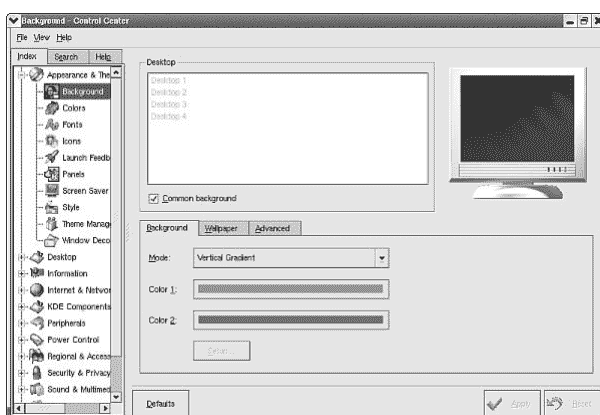 Background - Control Center
File View Help
Index Search Help
Appearance & The
Background
Colors
Fonts
Icons
Launch Feedb
Panels
Screen Saver
Style
Theme Manag
Window Deco
Desktop
Information
Internet & Networ
KDE Components
Peripherals
Power Control
Regional & Access
Security & Privacy
Sound & Multimed
Desktop
Desktop 1
Desktop 2
Desktop 3
Desktop 4
Common background
Background Wallpaper Advanced
Mode: Vertical Gradient
Color 1:
Color 2:
Setup...
Defaults Apply Reset